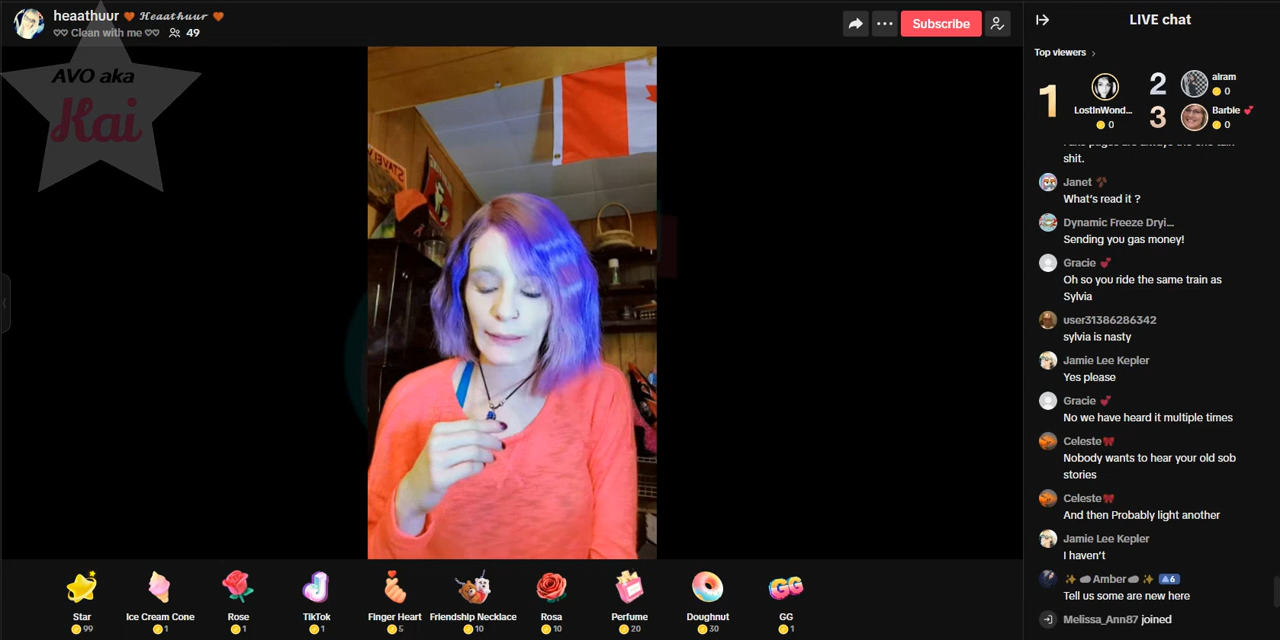 heaathuur 🧡 𝓗𝓮𝓪𝓪𝓽𝓱𝓾𝓾𝓻 🧡
♡♡ Clean with me ♡♡ 49
Subscribe
AVO aka
Kai
STAVELY
LIVE chat
Top viewers >
1
LostInWond...
0
2
alram
0
3
Barbie 💕
0
shit.
Janet
What's read it ?
Dynamic Freeze Dryi...
Sending you gas money!
Gracie 💕
Oh so you ride the same train as
Sylvia
user31386286342
sylvia is nasty
Jamie Lee Kepler
Yes please
Gracie 💕
No we have heard it multiple times
Celeste🎀
Nobody wants to hear your old sob
stories
Celeste🎀
And then Probably light another
Jamie Lee Kepler
I haven't
✨☁Amber☁✨ 6
Tell us some are new here
Melissa_Ann87 joined
Star
99
Ice Cream Cone
1
Rose
1
TikTok
1
Finger Heart
5
Friendship Necklace
10
Rosa
10
Perfume
20
Doughnut
30
GG
GG
1